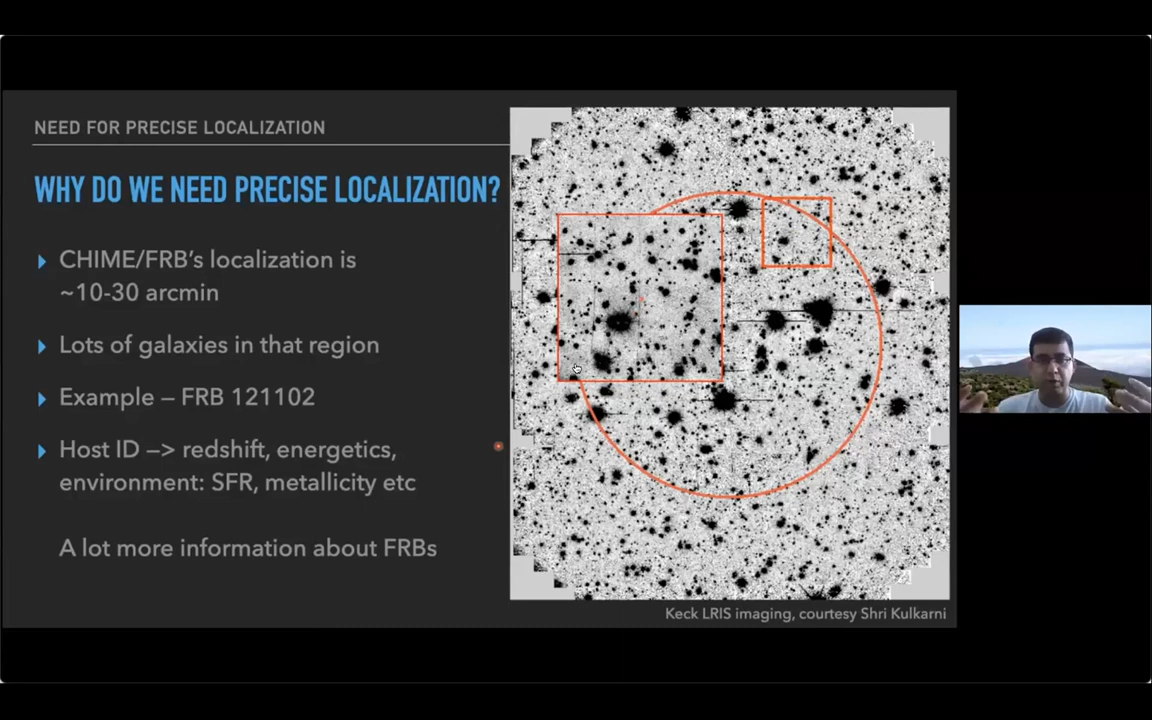 NEED FOR PRECISE LOCALIZATION
WHY DO WE NEED PRECISE LOCALIZATION?
CHIME/FRB’s localization is
~10-30 arcmin
Lots of galaxies in that region
Example – FRB 121102
Host ID –> redshift, energetics,
environment: SFR, metallicity etc
A lot more information about FRBs
Keck LRIS imaging, courtesy Shri Kulkarni